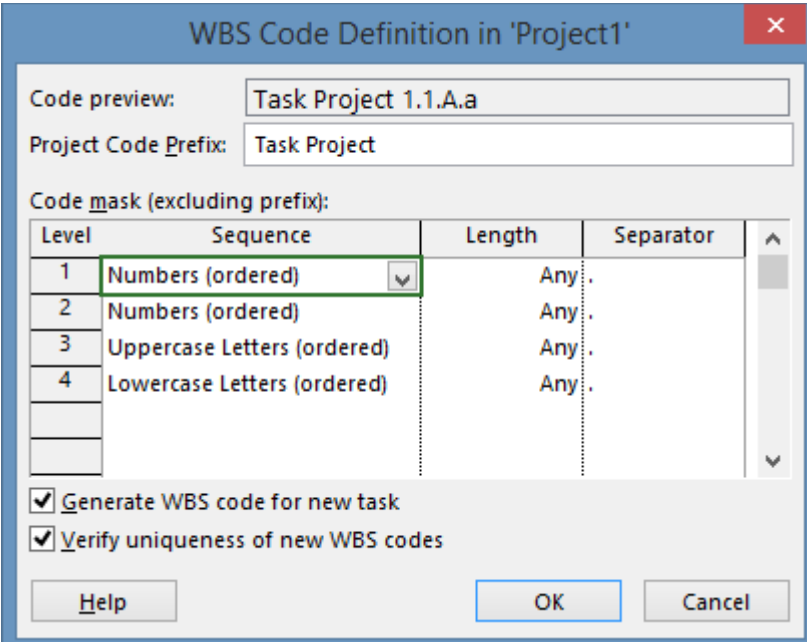 WBS Code Definition in 'Project1'
Code preview: Task Project 1.1.A.a
Project Code Prefix: Task Project
Code mask (excluding prefix):
Level Sequence Length Separator
1 Numbers (ordered) Any .
2 Numbers (ordered) Any .
3 Uppercase Letters (ordered) Any .
4 Lowercase Letters (ordered) Any .
Generate WBS code for new task
Verify uniqueness of new WBS codes
Help OK Cancel